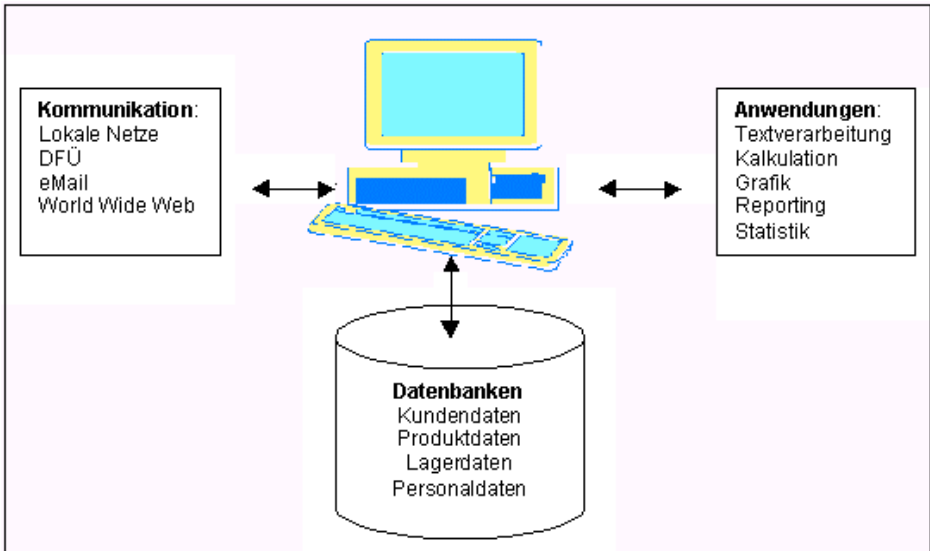 Kommunikation:
Lokale Netze
DFÜ
eMail
World Wide Web
Anwendungen:
Textverarbeitung
Kalkulation
Grafik
Reporting
Statistik
Datenbanken
Kundendaten
Produktdaten
Lagerdaten
Personaldaten